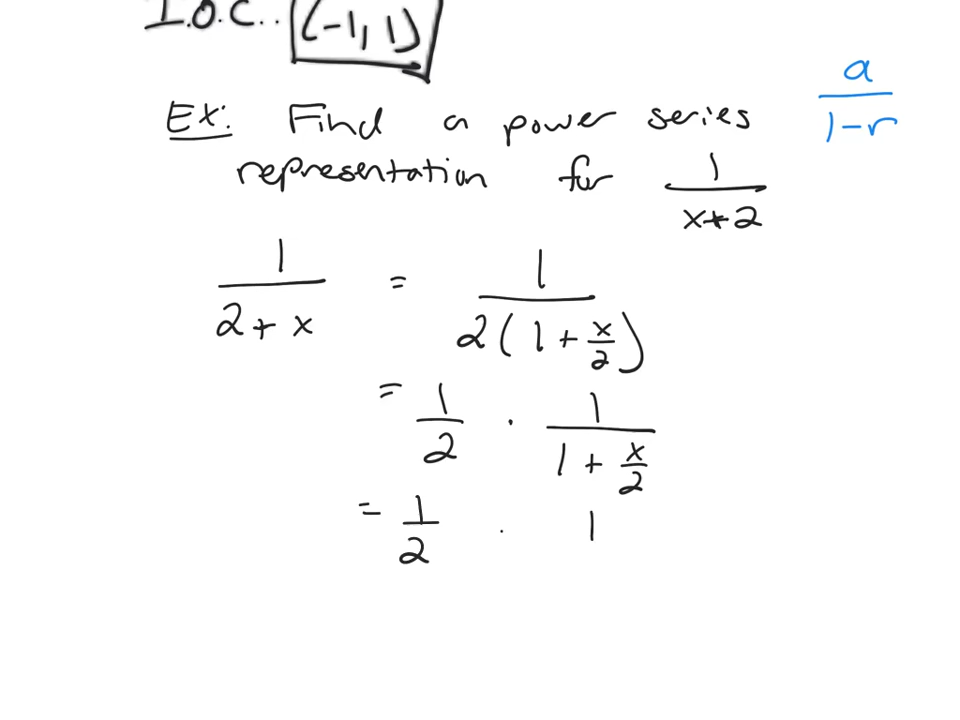 I.O.C.. (-1, 1)
Ex: Find a power series
representation for 1/(x+2)
a/(1-r)
1/(2+x) = 1/(2(1+x/2))
= 1/2 · 1/(1+x/2)
= 1/2 · 1